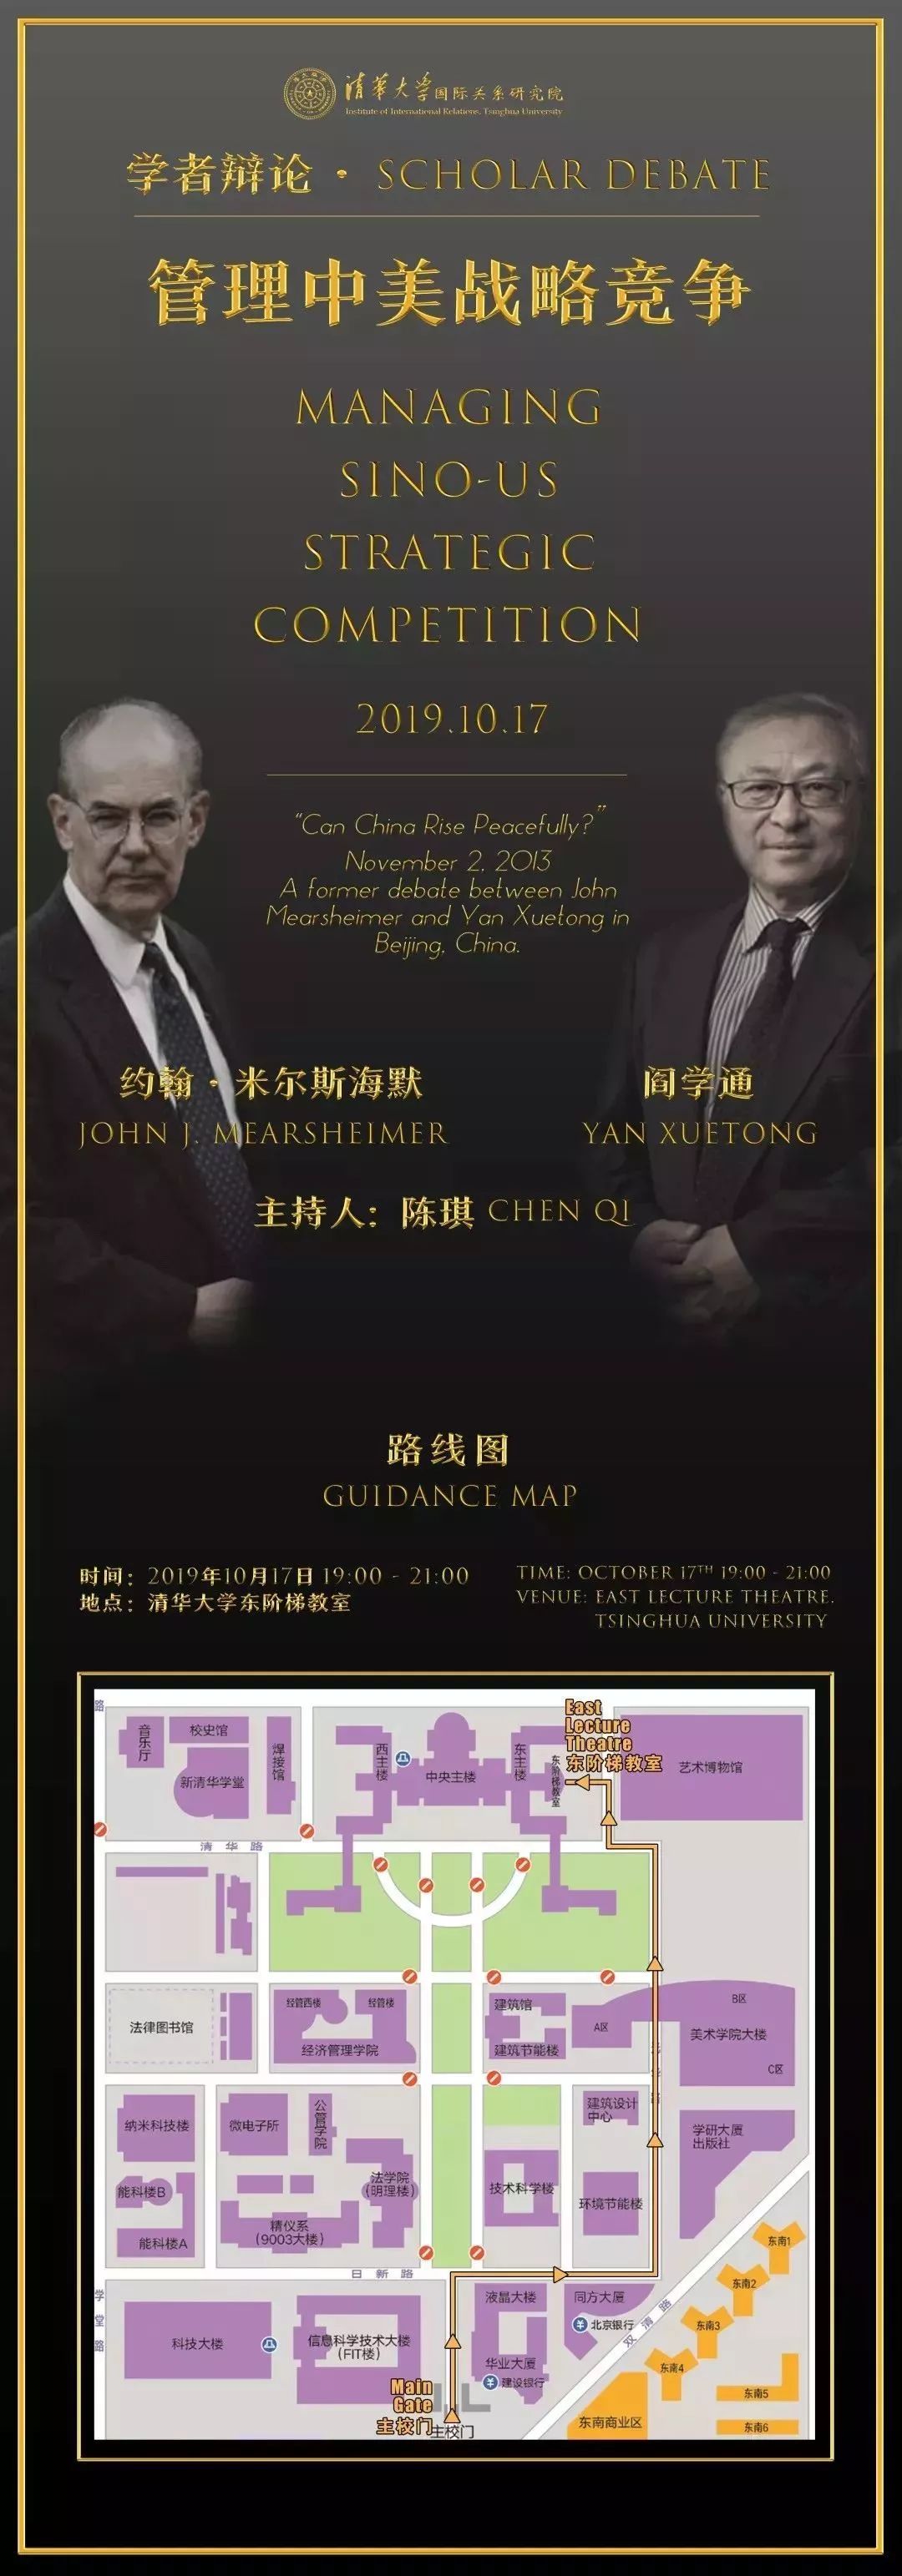 清华大学国际关系研究院
Institute of International Relations, Tsinghua University
学者辩论 · SCHOLAR DEBATE
管理中美战略竞争
MANAGING
SINO-US
STRATEGIC
COMPETITION
2019.10.17
“Can China Rise Peacefully?”
November 2, 2013
A former debate between John
Mearsheimer and Yan Xuetong in
Beijing, China.
约翰·米尔斯海默
JOHN J. MEARSHEIMER
阎学通
YAN XUETONG
主持人：陈琪 CHEN QI
路线图
GUIDANCE MAP
时间：2019年10月17日 19:00 - 21:00
地点：清华大学东阶梯教室
TIME: OCTOBER 17TH 19:00 - 21:00
VENUE: EAST LECTURE THEATRE,
TSINGHUA UNIVERSITY
路
East
Lecture
Theatre
东阶梯教室
音乐厅
校史馆
焊接馆
新清华学堂
西主楼
中央主楼
东主楼
东阶梯教室
艺术博物馆
清华路
法律图书馆
经管西楼
经管楼
经济管理学院
建筑馆
建筑节能楼
A区
B区
美术学院大楼
C区
纳米科技楼
微电子所
公管学院
建筑设计
中心
学研大厦
出版社
能科楼B
法学院
(明理楼)
技术科学楼
环境节能楼
能科楼A
精仪系
(9003大楼)
日新路
东南1
东南2
东南3
东南4
东南5
东南6
学堂路
科技大楼
信息科学技术大楼
(FIT楼)
液晶大楼
同方大厦
北京银行
双清路
华业大厦
建设银行
Main
Gate
主校门
主校门
东南商业区